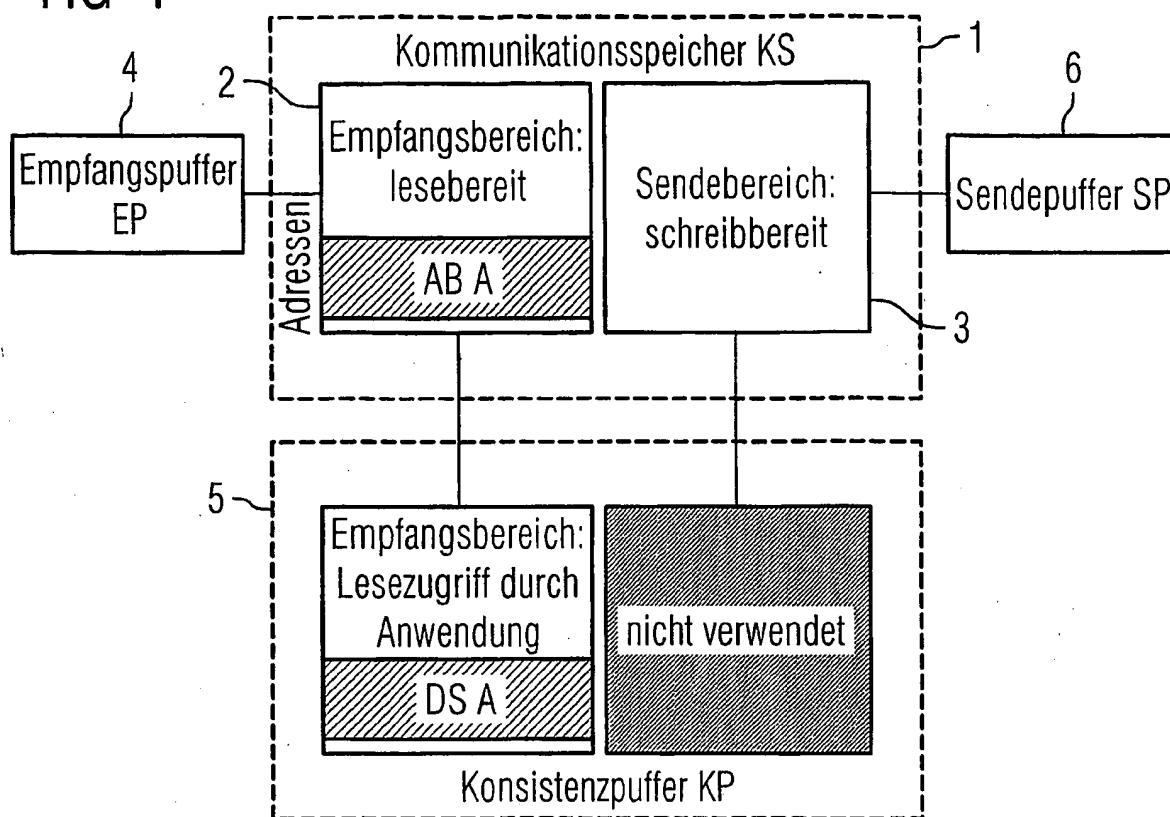 Kommunikationsspeicher KS
1
4
2
6
Empfangspuffer
EP
Adressen
Empfangsbereich:
lesebereit
AB A
Sendebereich:
schreibbereit
Sendepuffer SP
3
5
Empfangsbereich:
Lesezugriff durch
Anwendung
DS A
nicht verwendet
Konsistenzpuffer KP